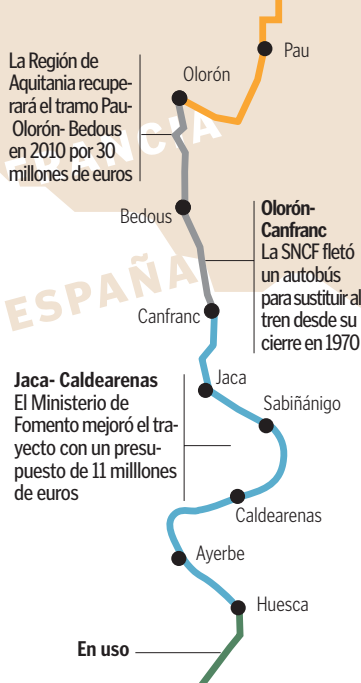 Pau
Olorón
La Región de
Aquitania recupe-
rará el tramo Pau-
Olorón- Bedous
en 2010 por 30
millones de euros
FRANCIA
Bedous
Olorón-
Canfranc
La SNCF fletó
un autobús
para sustituir al
tren desde su
cierre en 1970
ESPAÑA
Canfranc
Jaca
Jaca- Caldearenas
El Ministerio de
Fomento mejoró el tra-
yecto con un presu-
puesto de 11 milllones
de euros
Sabiñánigo
Caldearenas
Ayerbe
Huesca
En uso